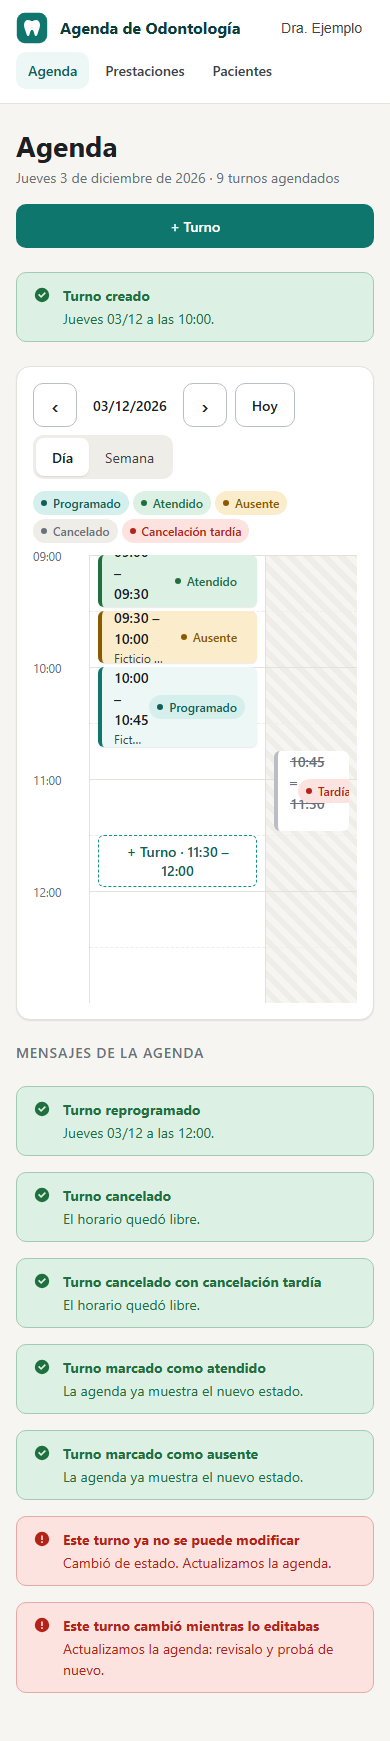 Agenda de Odontología
Dra. Ejemplo
Agenda
Prestaciones
Pacientes
Agenda
Jueves 3 de diciembre de 2026 · 9 turnos agendados
+ Turno
Turno creado
Jueves 03/12 a las 10:00.
‹
03/12/2026
›
Hoy
Día
Semana
Programado
Atendido
Ausente
Cancelado
Cancelación tardía
09:00
–
09:30
Atendido
09:30 –
10:00
Ausente
Ficticio ...
10:00
10:00
–
10:45
Programado
Fict...
10:45
–
11:30
Tardía
11:00
+ Turno · 11:30 –
12:00
12:00
MENSAJES DE LA AGENDA
Turno reprogramado
Jueves 03/12 a las 12:00.
Turno cancelado
El horario quedó libre.
Turno cancelado con cancelación tardía
El horario quedó libre.
Turno marcado como atendido
La agenda ya muestra el nuevo estado.
Turno marcado como ausente
La agenda ya muestra el nuevo estado.
Este turno ya no se puede modificar
Cambió de estado. Actualizamos la agenda.
Este turno cambió mientras lo editabas
Actualizamos la agenda: revisalo y probá de
nuevo.